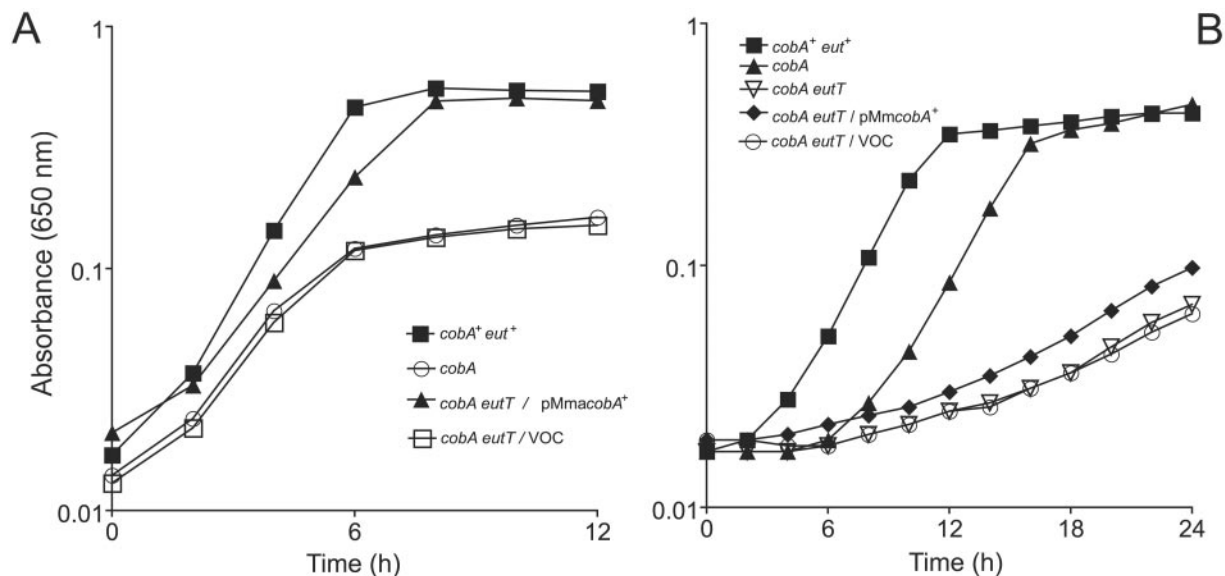 A
Absorbance (650 nm)
1
0.1
0.01
0
6
12
Time (h)
cobA⁺ eut⁺
cobA
cobA eutT / pMmacobA⁺
cobA eutT / VOC
B
1
0.1
0.01
0
6
12
18
24
Time (h)
cobA⁺ eut⁺
cobA
cobA eutT
cobA eutT / pMmcobA⁺
cobA eutT / VOC